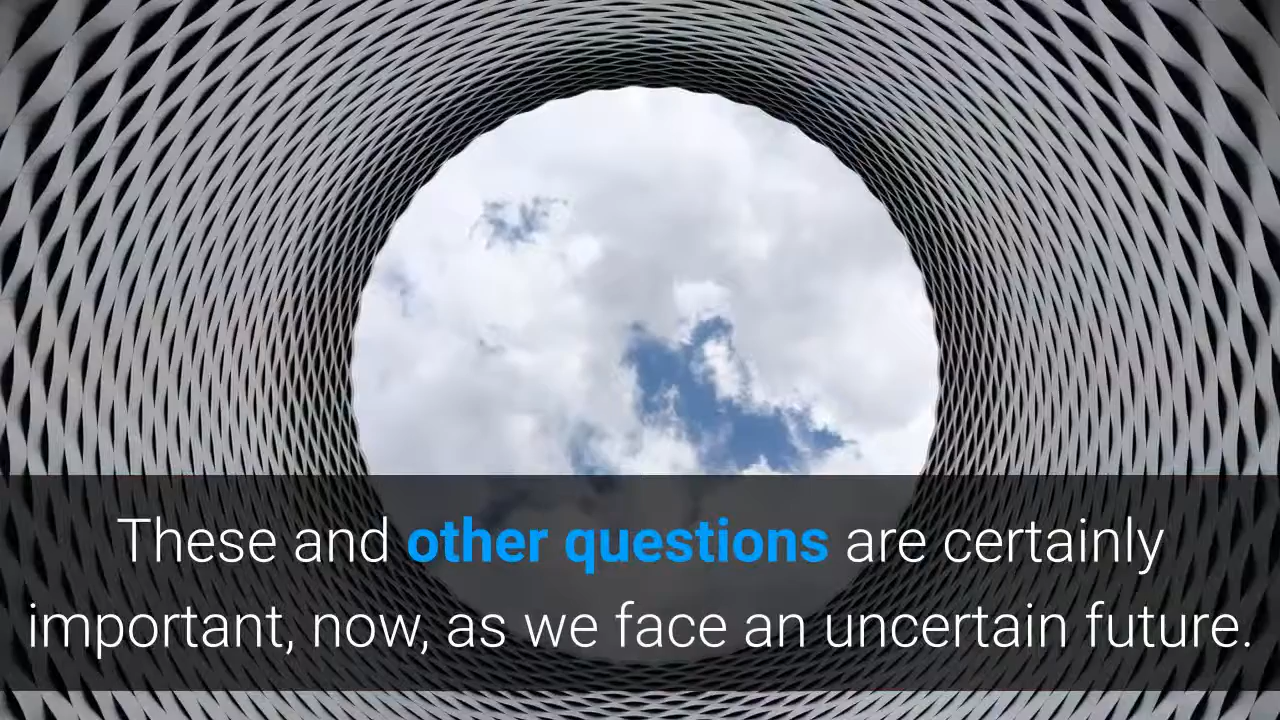 These and other questions are certainly
important, now, as we face an uncertain future.